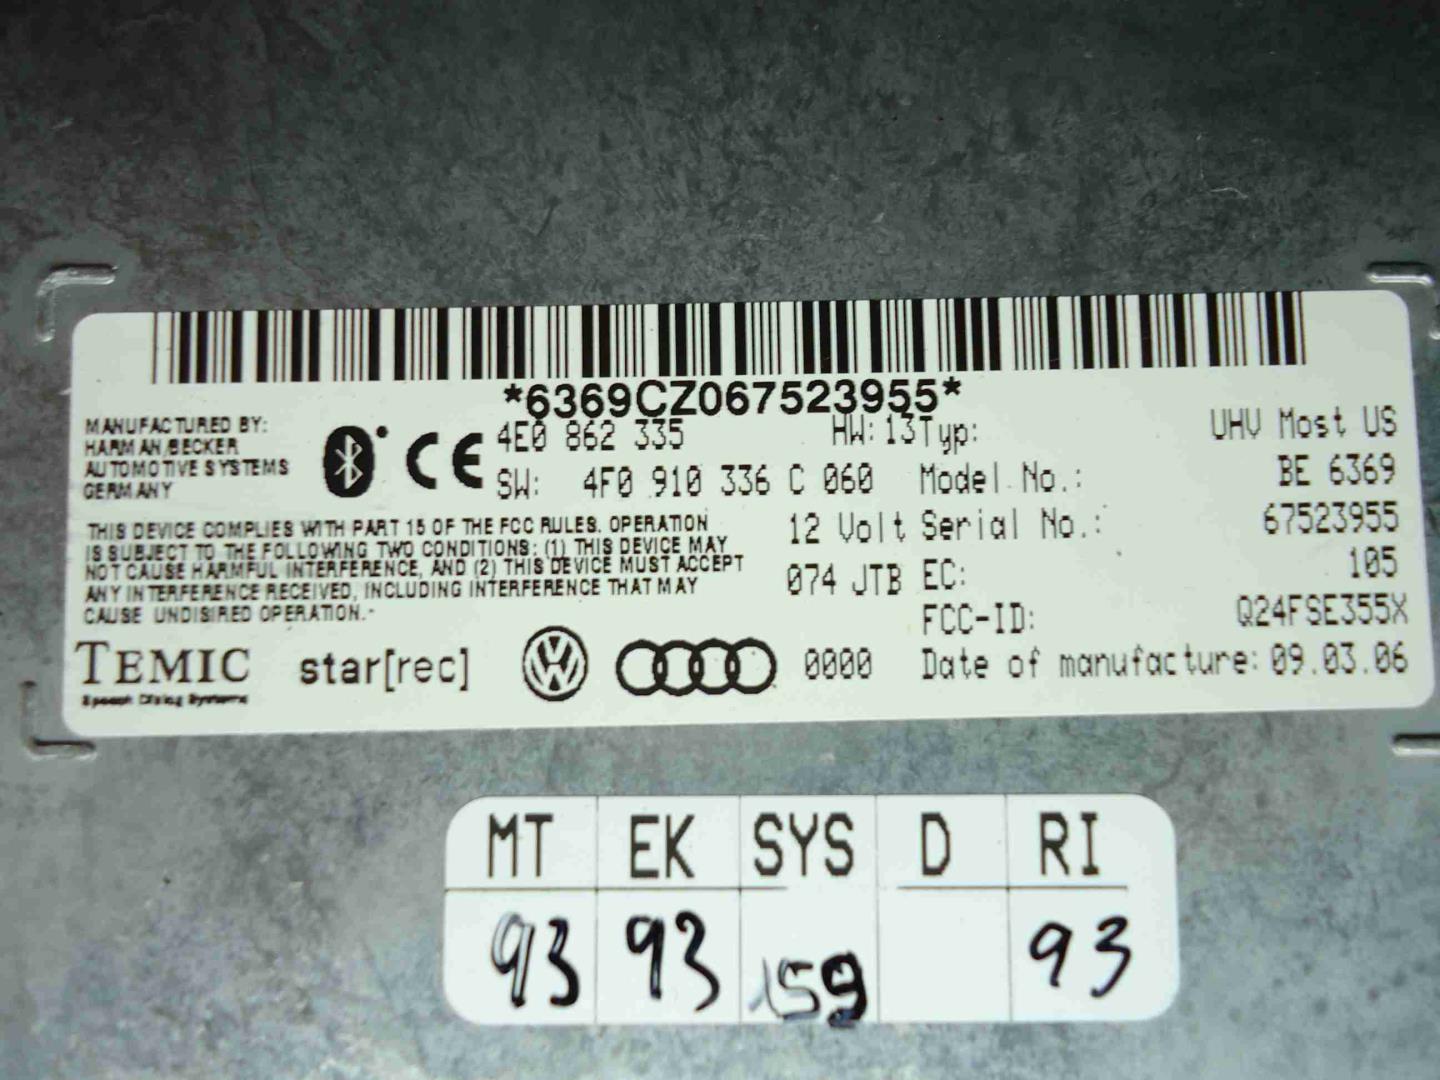 *6369CZ067523955*
MANUFACTURED BY:
HARMAN/BECKER
AUTOMOTIVE SYSTEMS
GERMANY
CE
4E0 862 335 HW: 13 Typ: UHV Most US
SW: 4F0 910 336 C 060 Model No.: BE 6369
12 Volt Serial No.: 67523955
074 JTB EC: 105
FCC-ID: Q24FSE355X
0000 Date of manufacture: 09.03.06
THIS DEVICE COMPLIES WITH PART 15 OF THE FCC RULES. OPERATION
IS SUBJECT TO THE FOLLOWING TWO CONDITIONS: (1) THIS DEVICE MAY
NOT CAUSE HARMFUL INTERFERENCE, AND (2) THIS DEVICE MUST ACCEPT
ANY INTERFERENCE RECEIVED, INCLUDING INTERFERENCE THAT MAY
CAUSE UNDISIRED OPERATION.-
TEMIC
Speech Dialog Systems
star[rec]
MT EK SYS D RI
93 93 159 93